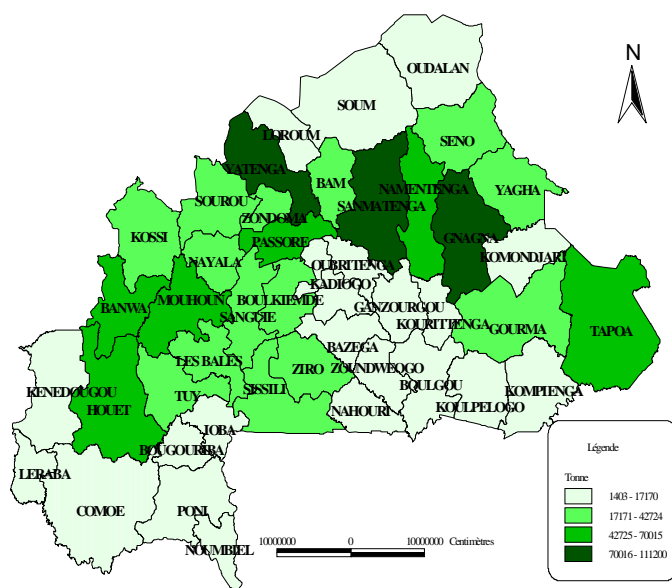 OUDALAN
N
SOUM
LOROUM
SENO
YATENGA
BAM
NAMENTENGA
YAGHA
SOUROU
SANMATENGA
ZONDOMA
KOSSI
PASSORE
GNAGNA
NAYALA
OUBRITENGA
KOMONDJARI
KADIOGO
BANWA
MOUHOUN
BOULKIEMDE
GANZOURGOU
SANGUIE
KOURITTENGA
GOURMA
TAPOA
BAZEGA
LES BALES
ZIRO
ZOUNDWEOGO
KENEDOUGOU
SISSILI
BOULGOU
KOMPIENGA
HOUET
TUY
NAHOURI
KOULPELOGO
IOBA
BOUGOURIBA
LERABA
COMOE
PONI
NOUMBIEL
1000000 0 1000000 Centimètres
Légende
Tonne
1403 - 17170
17171 - 42724
42725 - 70015
70016 - 111200